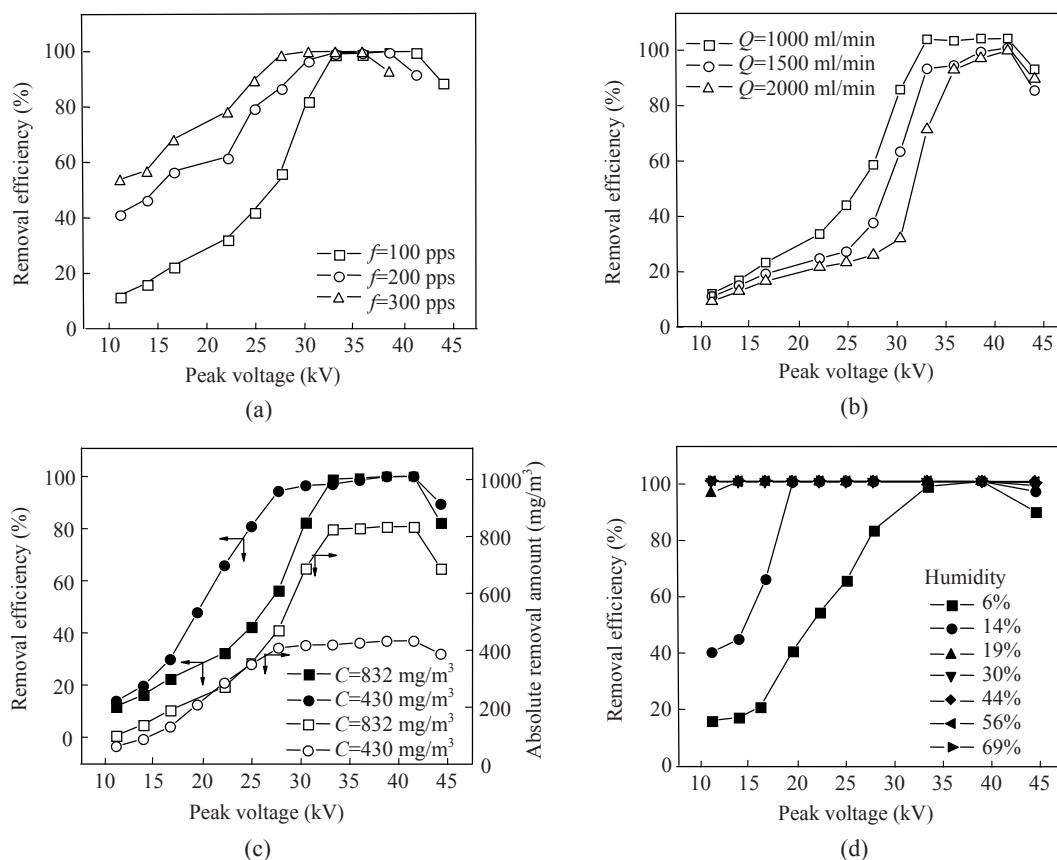 100
80
60
40
20
0
Removal efficiency (%)
f=100 pps
f=200 pps
f=300 pps
10 15 20 25 30 35 40 45
Peak voltage (kV)
(a)
100
80
60
40
20
0
Removal efficiency (%)
Q=1000 ml/min
Q=1500 ml/min
Q=2000 ml/min
10 15 20 25 30 35 40 45
Peak voltage (kV)
(b)
100
80
60
40
20
0
Removal efficiency (%)
1000
800
600
400
200
0
Absolute removal amount (mg/m³)
C=832 mg/m³
C=430 mg/m³
C=832 mg/m³
C=430 mg/m³
10 15 20 25 30 35 40 45
Peak voltage (kV)
(c)
100
80
60
40
20
0
Removal efficiency (%)
Humidity
6%
14%
19%
30%
44%
56%
69%
10 15 20 25 30 35 40 45
Peak voltage (kV)
(d)